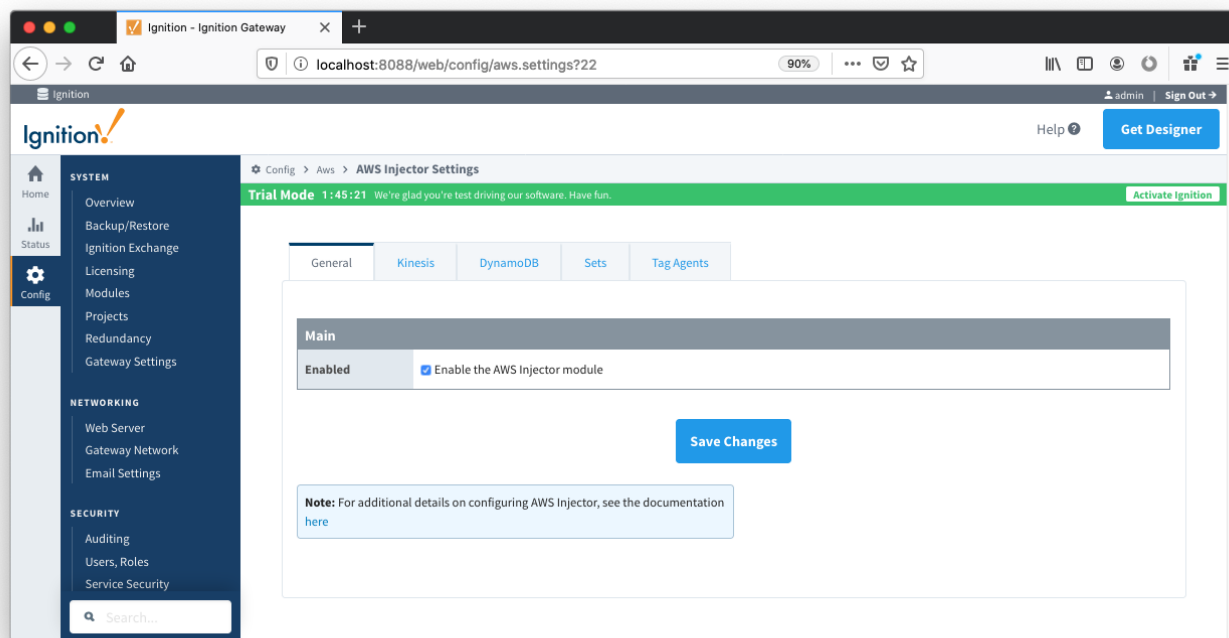 Ignition - Ignition Gateway
localhost:8088/web/config/aws.settings?22
90%
Ignition
admin | Sign Out
Ignition!
Help
Get Designer
Home
Status
Config
SYSTEM
Overview
Backup/Restore
Ignition Exchange
Licensing
Modules
Projects
Redundancy
Gateway Settings
NETWORKING
Web Server
Gateway Network
Email Settings
SECURITY
Auditing
Users, Roles
Service Security
Search...
Config > Aws > AWS Injector Settings
Trial Mode 1:45:21 We're glad you're test driving our software. Have fun.
Activate Ignition
General Kinesis DynamoDB Sets Tag Agents
Main
Enabled Enable the AWS Injector module
Save Changes
Note: For additional details on configuring AWS Injector, see the documentation
here